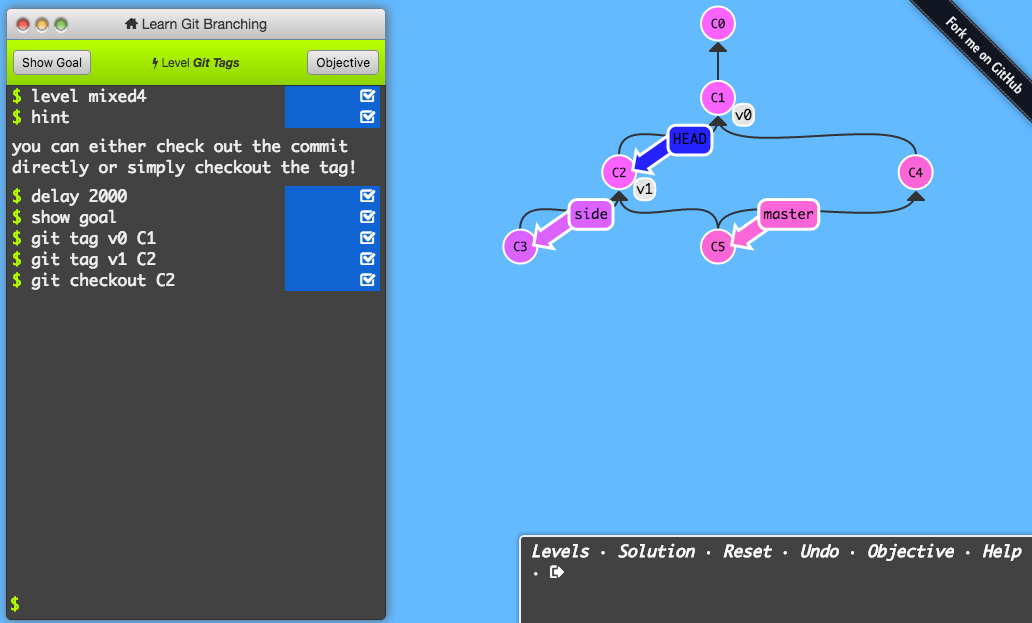 Learn Git Branching
Show Goal
Level Git Tags
Objective
$ level mixed4
$ hint
you can either check out the commit
directly or simply checkout the tag!
$ delay 2000
$ show goal
$ git tag v0 C1
$ git tag v1 C2
$ git checkout C2
$
C0
C1
v0
HEAD
C2
v1
C4
side
master
C3
C5
Fork me on GitHub
Levels · Solution · Reset · Undo · Objective · Help
·